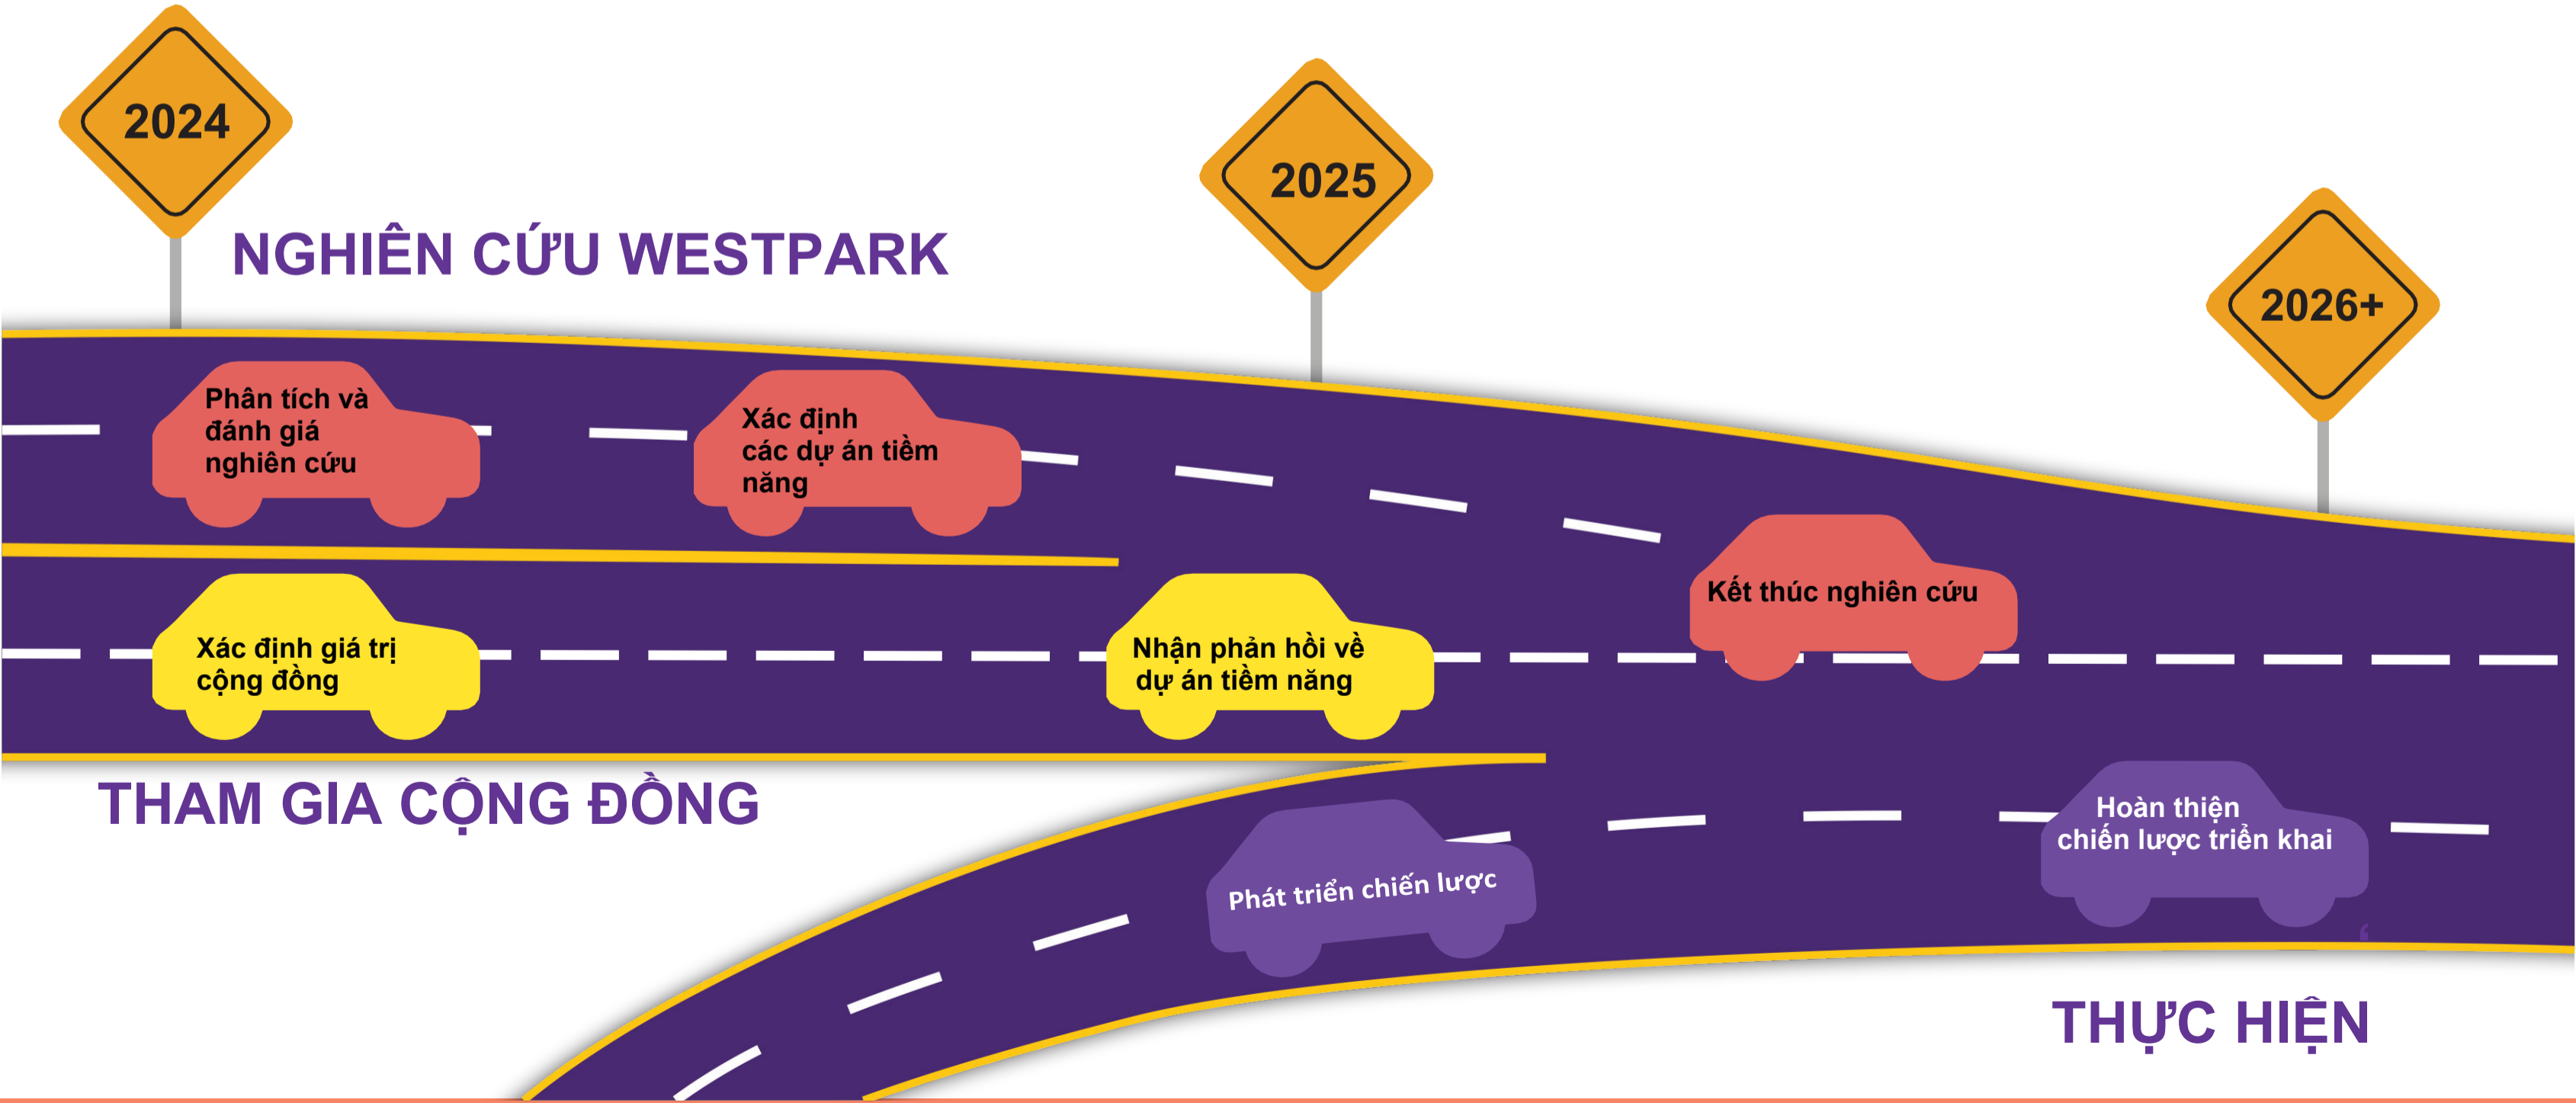 2024
2025
2026+
NGHIÊN CỨU WESTPARK
Phân tích và
đánh giá
nghiên cứu
Xác định
các dự án tiềm
năng
Kết thúc nghiên cứu
Xác định giá trị
cộng đồng
Nhận phản hồi về
dự án tiềm năng
THAM GIA CỘNG ĐỒNG
Phát triển chiến lược
Hoàn thiện
chiến lược triển khai
THỰC HIỆN